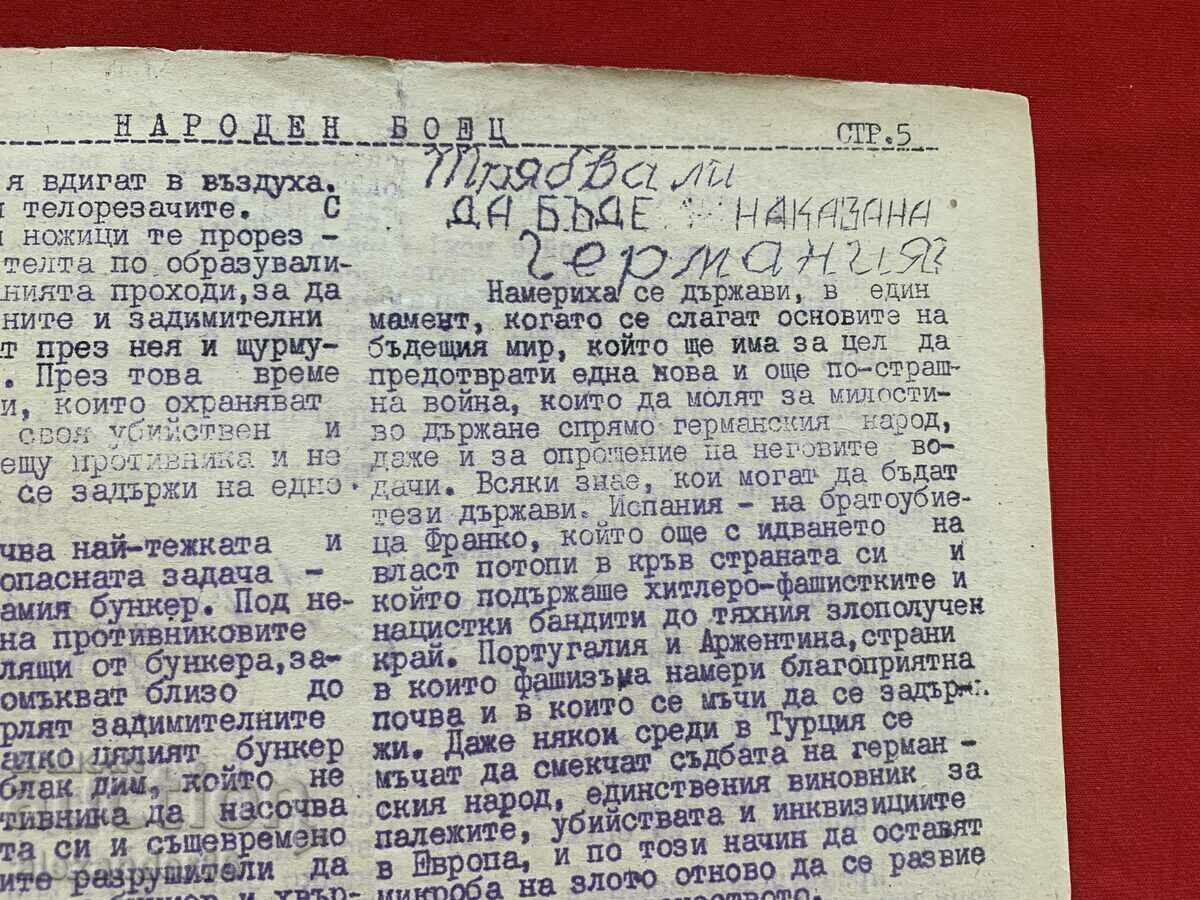 НАРОДЕН БОЕЦ
СТР.5
я вдигат в въздуха.
телорезачите. С
ножици те прорез -
телта по образували-
нията проходи, за да
ните и задимителни
т през нея и щурму-
. През това време
и, които охраняват
своя убийствен и
ещу противника и не
се задържи на едно.
чва най-тежката и
опасната задача -
амия бункер. Под не-
на противниковите
лящи от бункера, за-
омъкват близо до
рлят задимителните
алко целият бункер
блак дим, който не
тивника да насочва
та си и същевремено
ите разрушители да
Трябва ли
ДА БЪДЕ НАКАЗАНА
Германия?
Намериха се държави, в един
мамент, когато се слагат основите на
бъдещия мир, който ще има за цел да
предотврати една нова и още по-страш-
на война, които да молят за милости-
во държане спрямо германския народ,
даже и за опрощение на неговите во-
дачи. Всяки знае, кои могат да бъдат
тези държави. Испания - на братоубие-
ца Франко, който още с идването на
власт потопи в кръв страната си и
който подържаше хитлеро-фашистките и
нацистки бандити до тяхния злополучен
край. Португалия и Аржентина, страни
в които фашизъма намери благоприятна
почва и в които се мъчи да се задър-
жи. Даже някои среди в Турция се
мъчат да смекчат съдбата на герман -
ския народ, единствения виновник за
палежите, убийствата и инквизициите
в Европа, и по този начин да оставят
микроба на злото отново да се развие